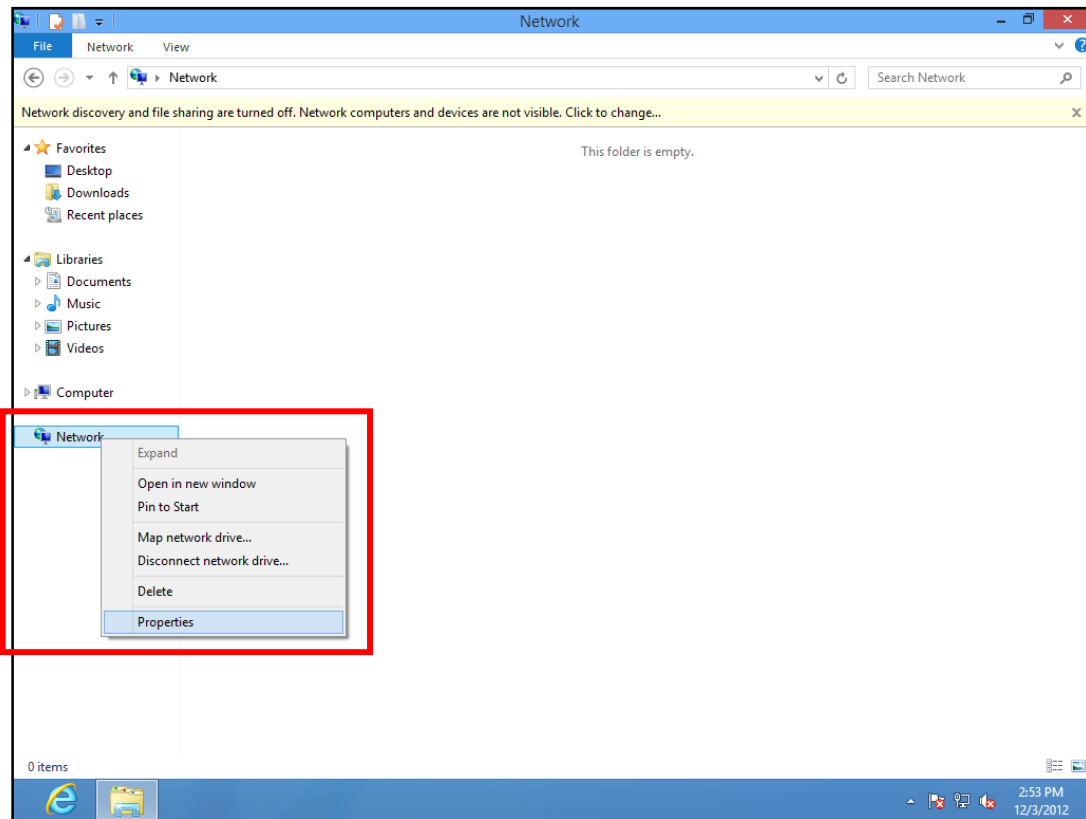 Network
File Network View
Network
Search Network
Network discovery and file sharing are turned off. Network computers and devices are not visible. Click to change...
This folder is empty.
Favorites
Desktop
Downloads
Recent places
Libraries
Documents
Music
Pictures
Videos
Computer
Network
Expand
Open in new window
Pin to Start
Map network drive...
Disconnect network drive...
Delete
Properties
0 items
2:53 PM
12/3/2012